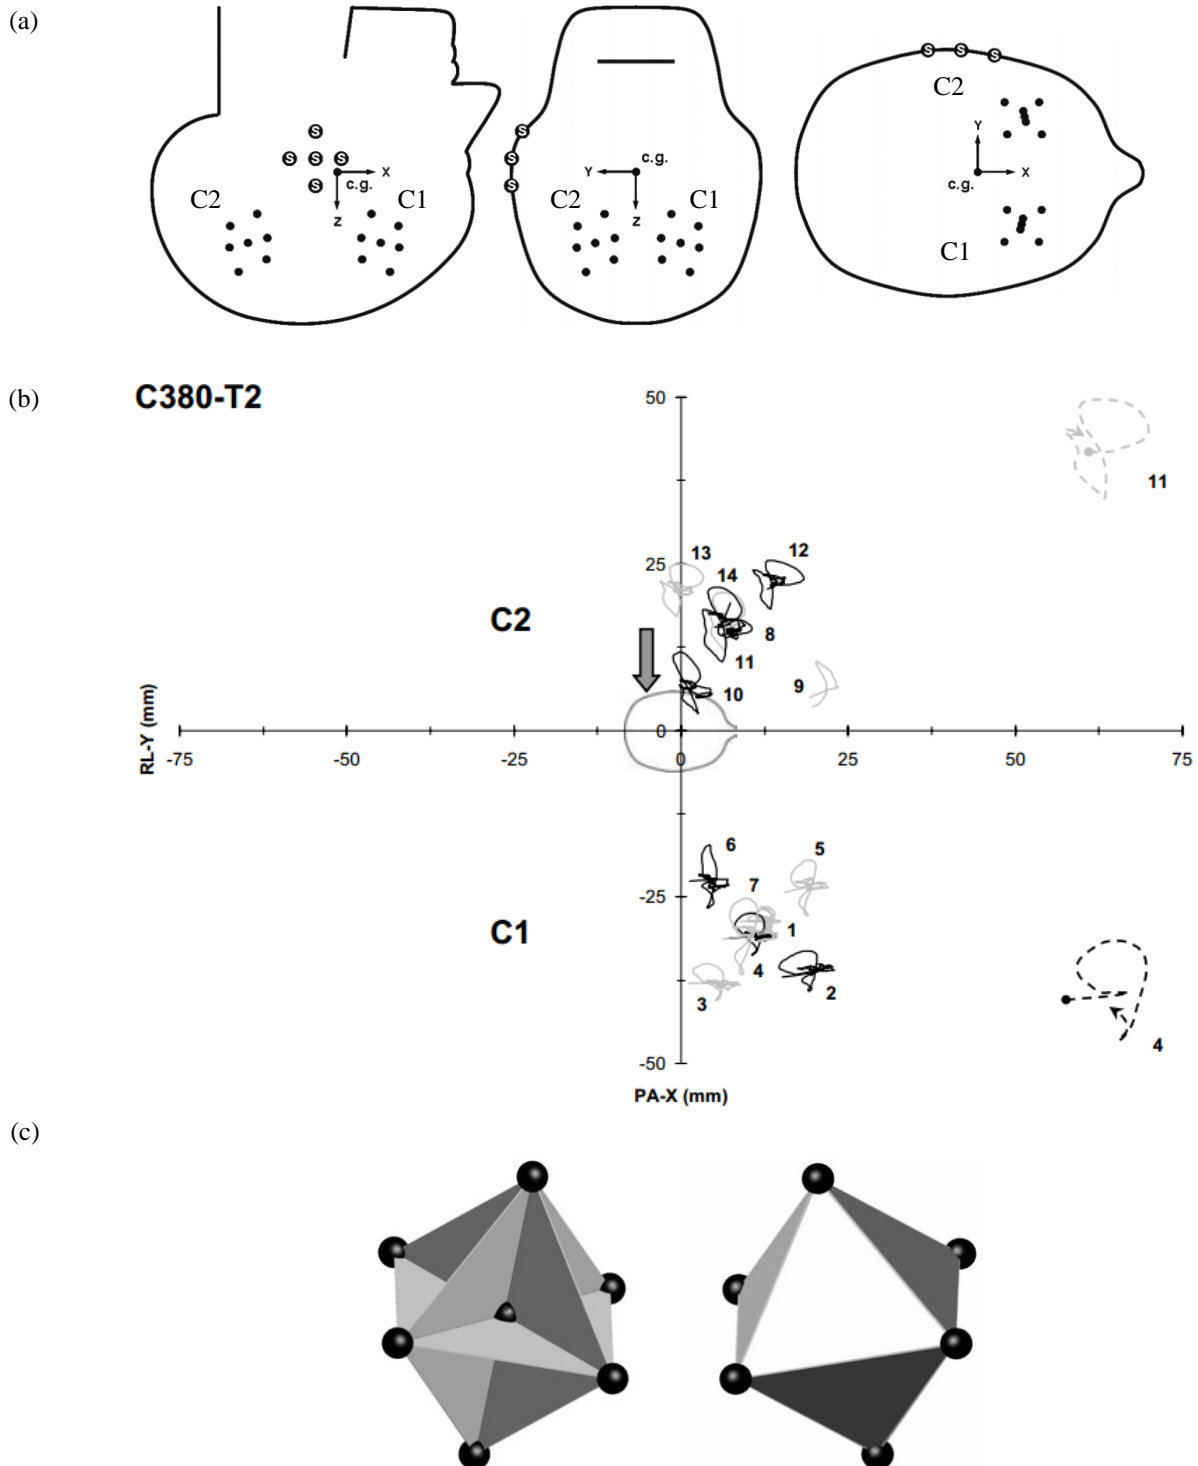 (a)
S
S S S
S
c.g. X
Z
C2 C1
S
S
S
c.g.
Y
Z
C2 C1
S S S
C2
Y
c.g. X
C1
(b)
C380-T2
50
11
13 12
25
14
C2
8
11
10 9
RL-Y (mm)
-75 -50 -25 0 25 50 75
0
6 5
7
-25
C1
1
4
3 2
4
-50
PA-X (mm)
(c)